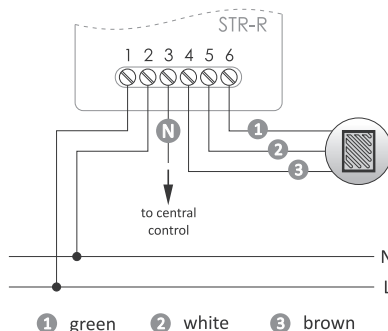 STR-R
1 2 3 4 5 6
N
1
2
3
to central
control
N
L
1 green 2 white 3 brown